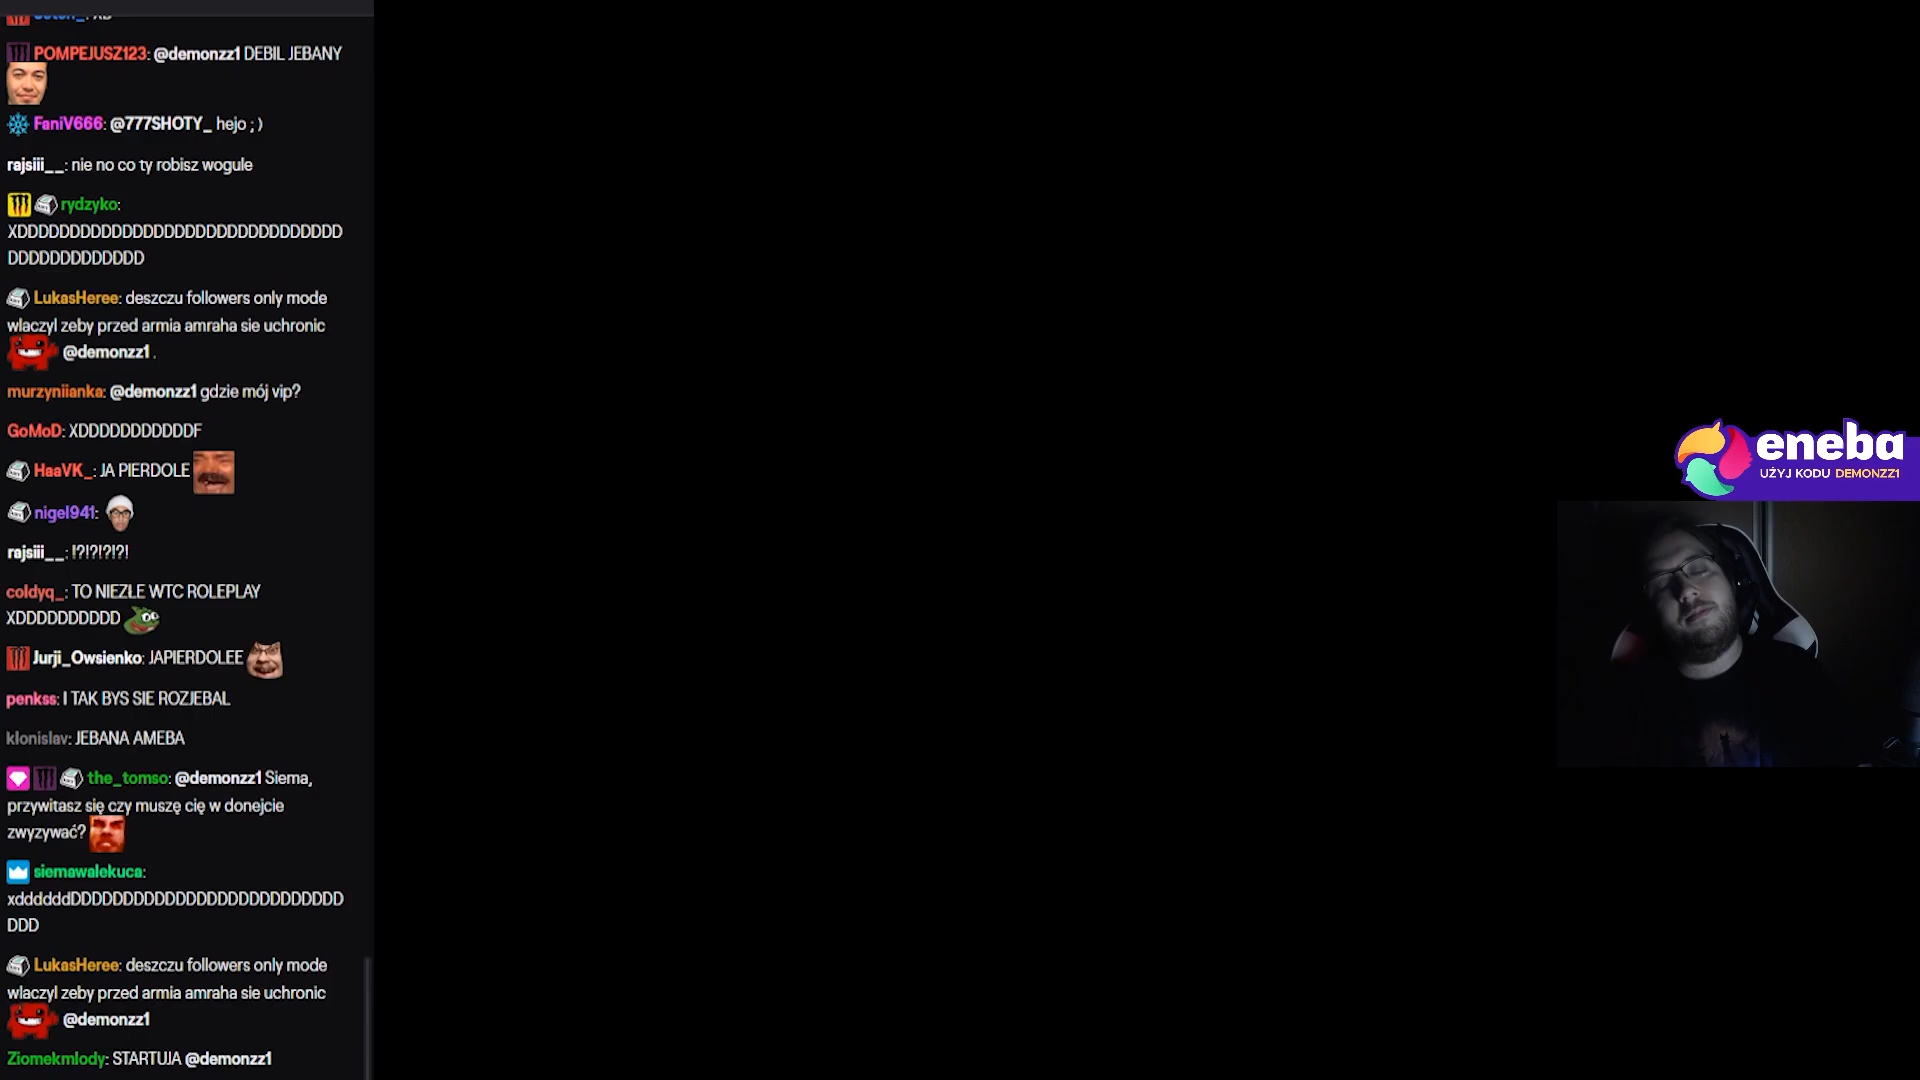 POMPEJUSZ123: @demonzz1 DEBIL JEBANY
FaniV666: @777SHOTY_ hejo ; )
rajsiii__: nie no co ty robisz wogule
rydzyko:
XDDDDDDDDDDDDDDDDDDDDDDDDDDDDDDD
DDDDDDDDDDDDD
LukasHeree: deszczu followers only mode
wlaczyl zeby przed armia amraha sie uchronic
@demonzz1 .
murzyniianka: @demonzz1 gdzie mój vip?
GoMoD: XDDDDDDDDDDDF
HaaVK_: JA PIERDOLE
nigel941:
rajsiii__: !?!?!?!?!
coldyq_: TO NIEZLE WTC ROLEPLAY
XDDDDDDDDDD
Jurji_Owsienko: JAPIERDOLEE
penkss: I TAK BYS SIE ROZJEBAL
klonislav: JEBANA AMEBA
the_tomso: @demonzz1 Siema,
przywitasz się czy muszę cię w donejcie
zwyzywać?
siemawalekuca:
xddddddDDDDDDDDDDDDDDDDDDDDDDDDDD
DDD
LukasHeree: deszczu followers only mode
wlaczyl zeby przed armia amraha sie uchronic
@demonzz1
Ziomekmlody: STARTUJA @demonzz1
eneba
UŻYJ KODU DEMONZZ1